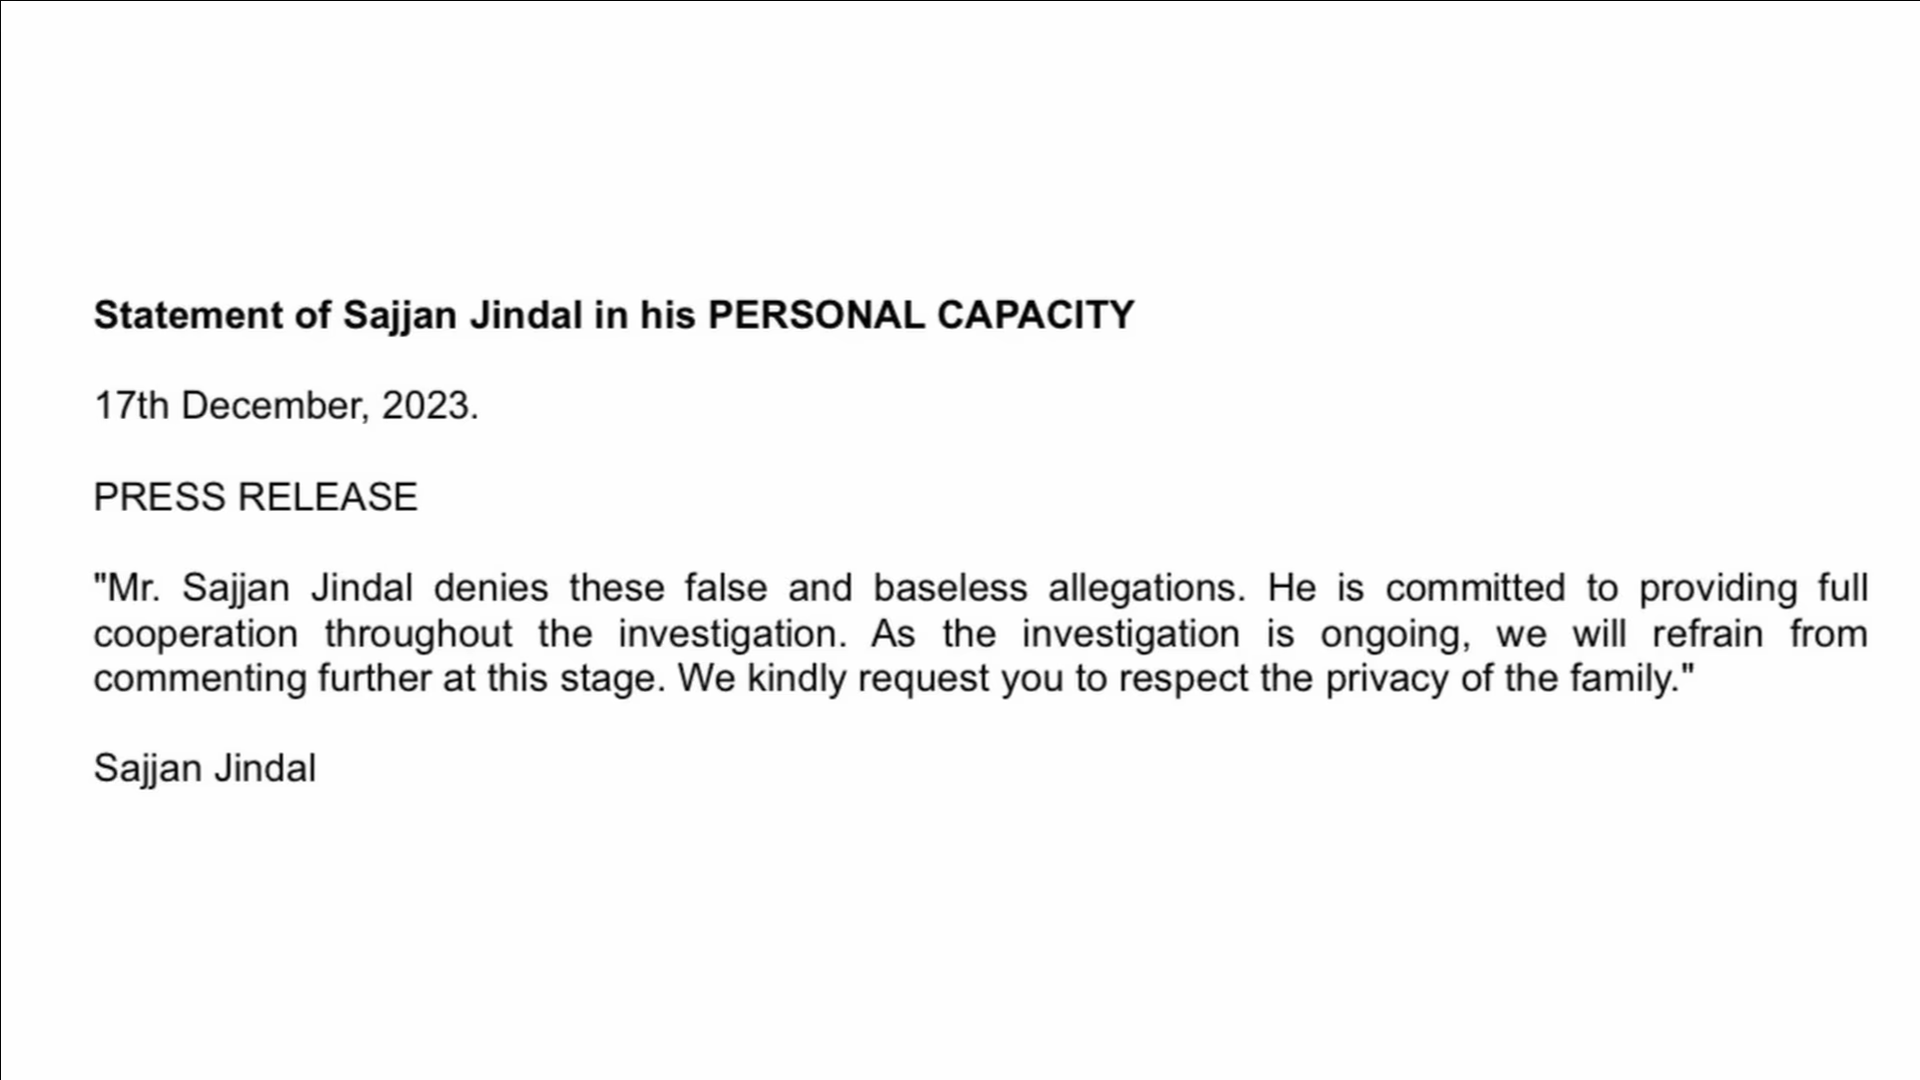 Statement of Sajjan Jindal in his PERSONAL CAPACITY
17th December, 2023.
PRESS RELEASE
"Mr. Sajjan Jindal denies these false and baseless allegations. He is committed to providing full
cooperation throughout the investigation. As the investigation is ongoing, we will refrain from
commenting further at this stage. We kindly request you to respect the privacy of the family."
Sajjan Jindal